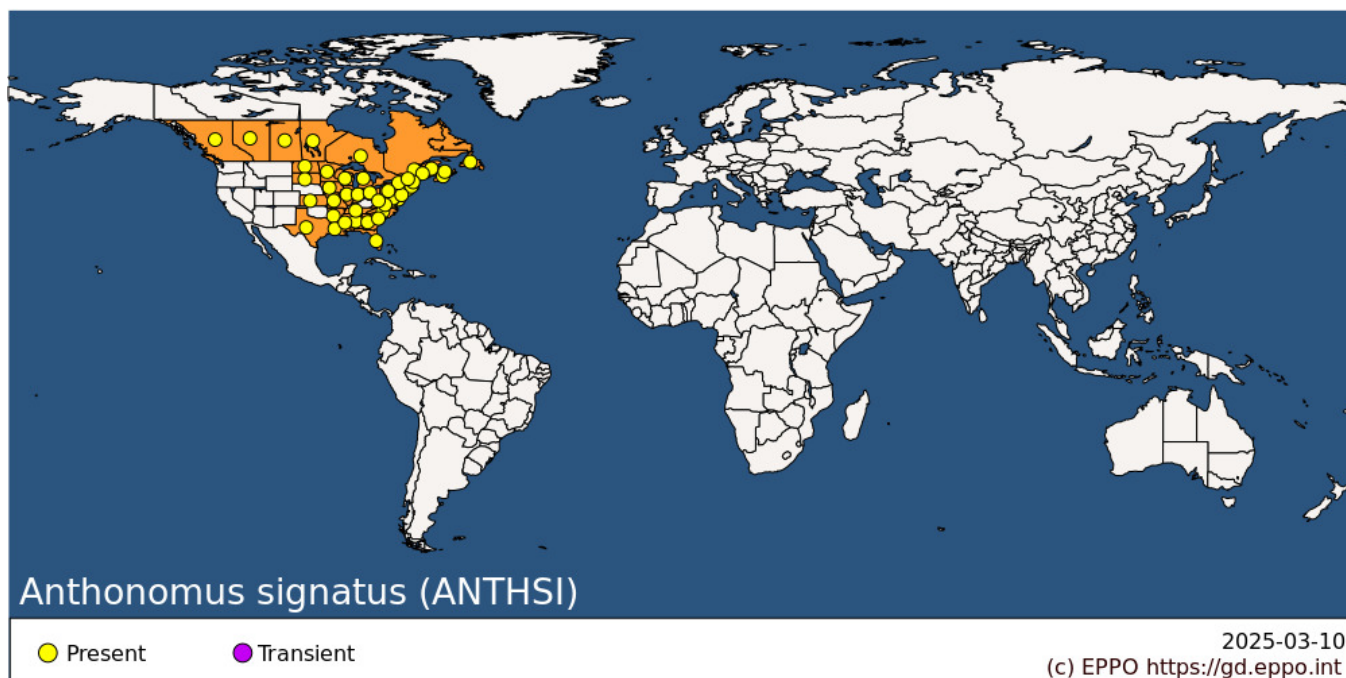 Anthonomus signatus (ANTHSI)
Present
Transient
2025-03-10
(c) EPPO https://gd.eppo.int